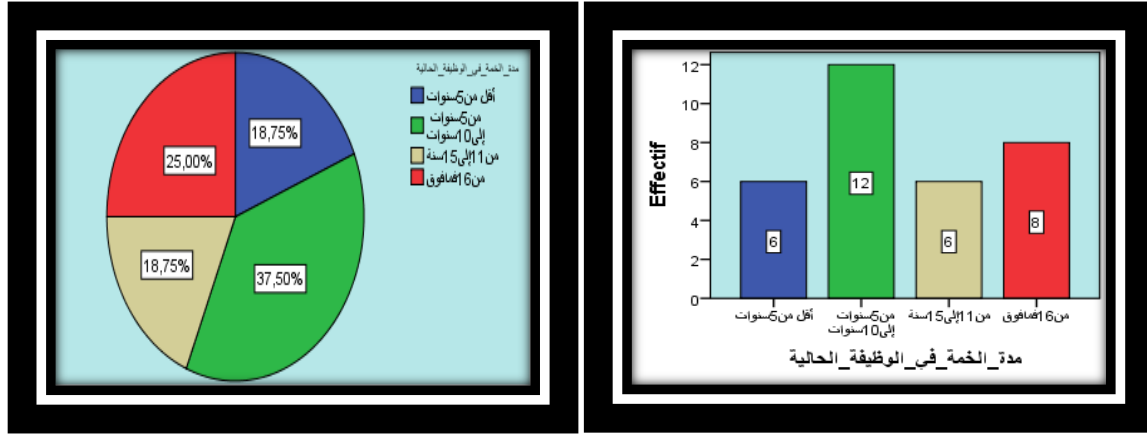 مدة_الخمة_في_الوظيفة_الحالية
أقل من5سنوات
من5سنوات
إلى10سنوات
من11إلى15سنة
من16فمافوق
18,75%
25,00%
18,75%
37,50%
Effectif
12
10
8
6
4
2
0
6
12
6
8
أقل من5سنوات
من5سنوات
إلى10سنوات
من11إلى15سنة
من16فمافوق
مدة_الخمة_في_الوظيفة_الحالية